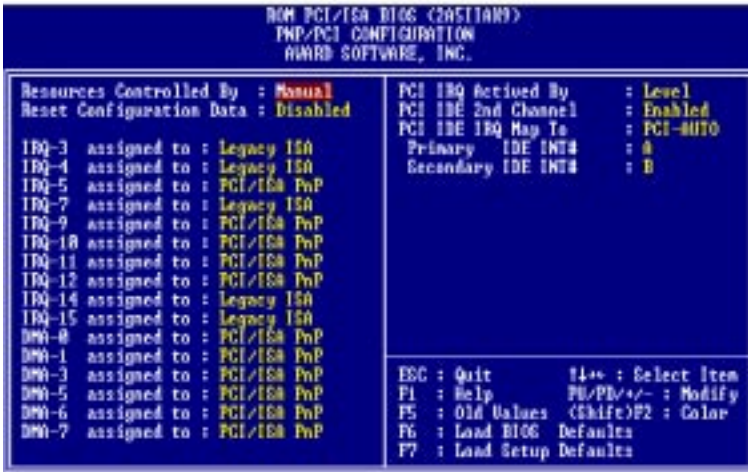 ROM PCI/ISA BIOS (2A5IIAN9)
PNP/PCI CONFIGURATION
AWARD SOFTWARE, INC.
Resources Controlled By : Manual
Reset Configuration Data : Disabled
IRQ-3 assigned to : Legacy ISA
IRQ-4 assigned to : Legacy ISA
IRQ-5 assigned to : PCI/ISA PnP
IRQ-7 assigned to : Legacy ISA
IRQ-9 assigned to : PCI/ISA PnP
IRQ-10 assigned to : PCI/ISA PnP
IRQ-11 assigned to : PCI/ISA PnP
IRQ-12 assigned to : PCI/ISA PnP
IRQ-14 assigned to : Legacy ISA
IRQ-15 assigned to : Legacy ISA
DMA-0 assigned to : PCI/ISA PnP
DMA-1 assigned to : PCI/ISA PnP
DMA-3 assigned to : PCI/ISA PnP
DMA-5 assigned to : PCI/ISA PnP
DMA-6 assigned to : PCI/ISA PnP
DMA-7 assigned to : PCI/ISA PnP
PCI IRQ Actived By : Level
PCI IDE 2nd Channel : Enabled
PCI IDE IRQ Map To : PCI-AUTO
Primary IDE INT# : A
Secondary IDE INT# : B
ESC : Quit ↑↓→← : Select Item
F1 : Help PU/PD/+/- : Modify
F5 : Old Values (Shift)F2 : Color
F6 : Load BIOS Defaults
F7 : Load Setup Defaults